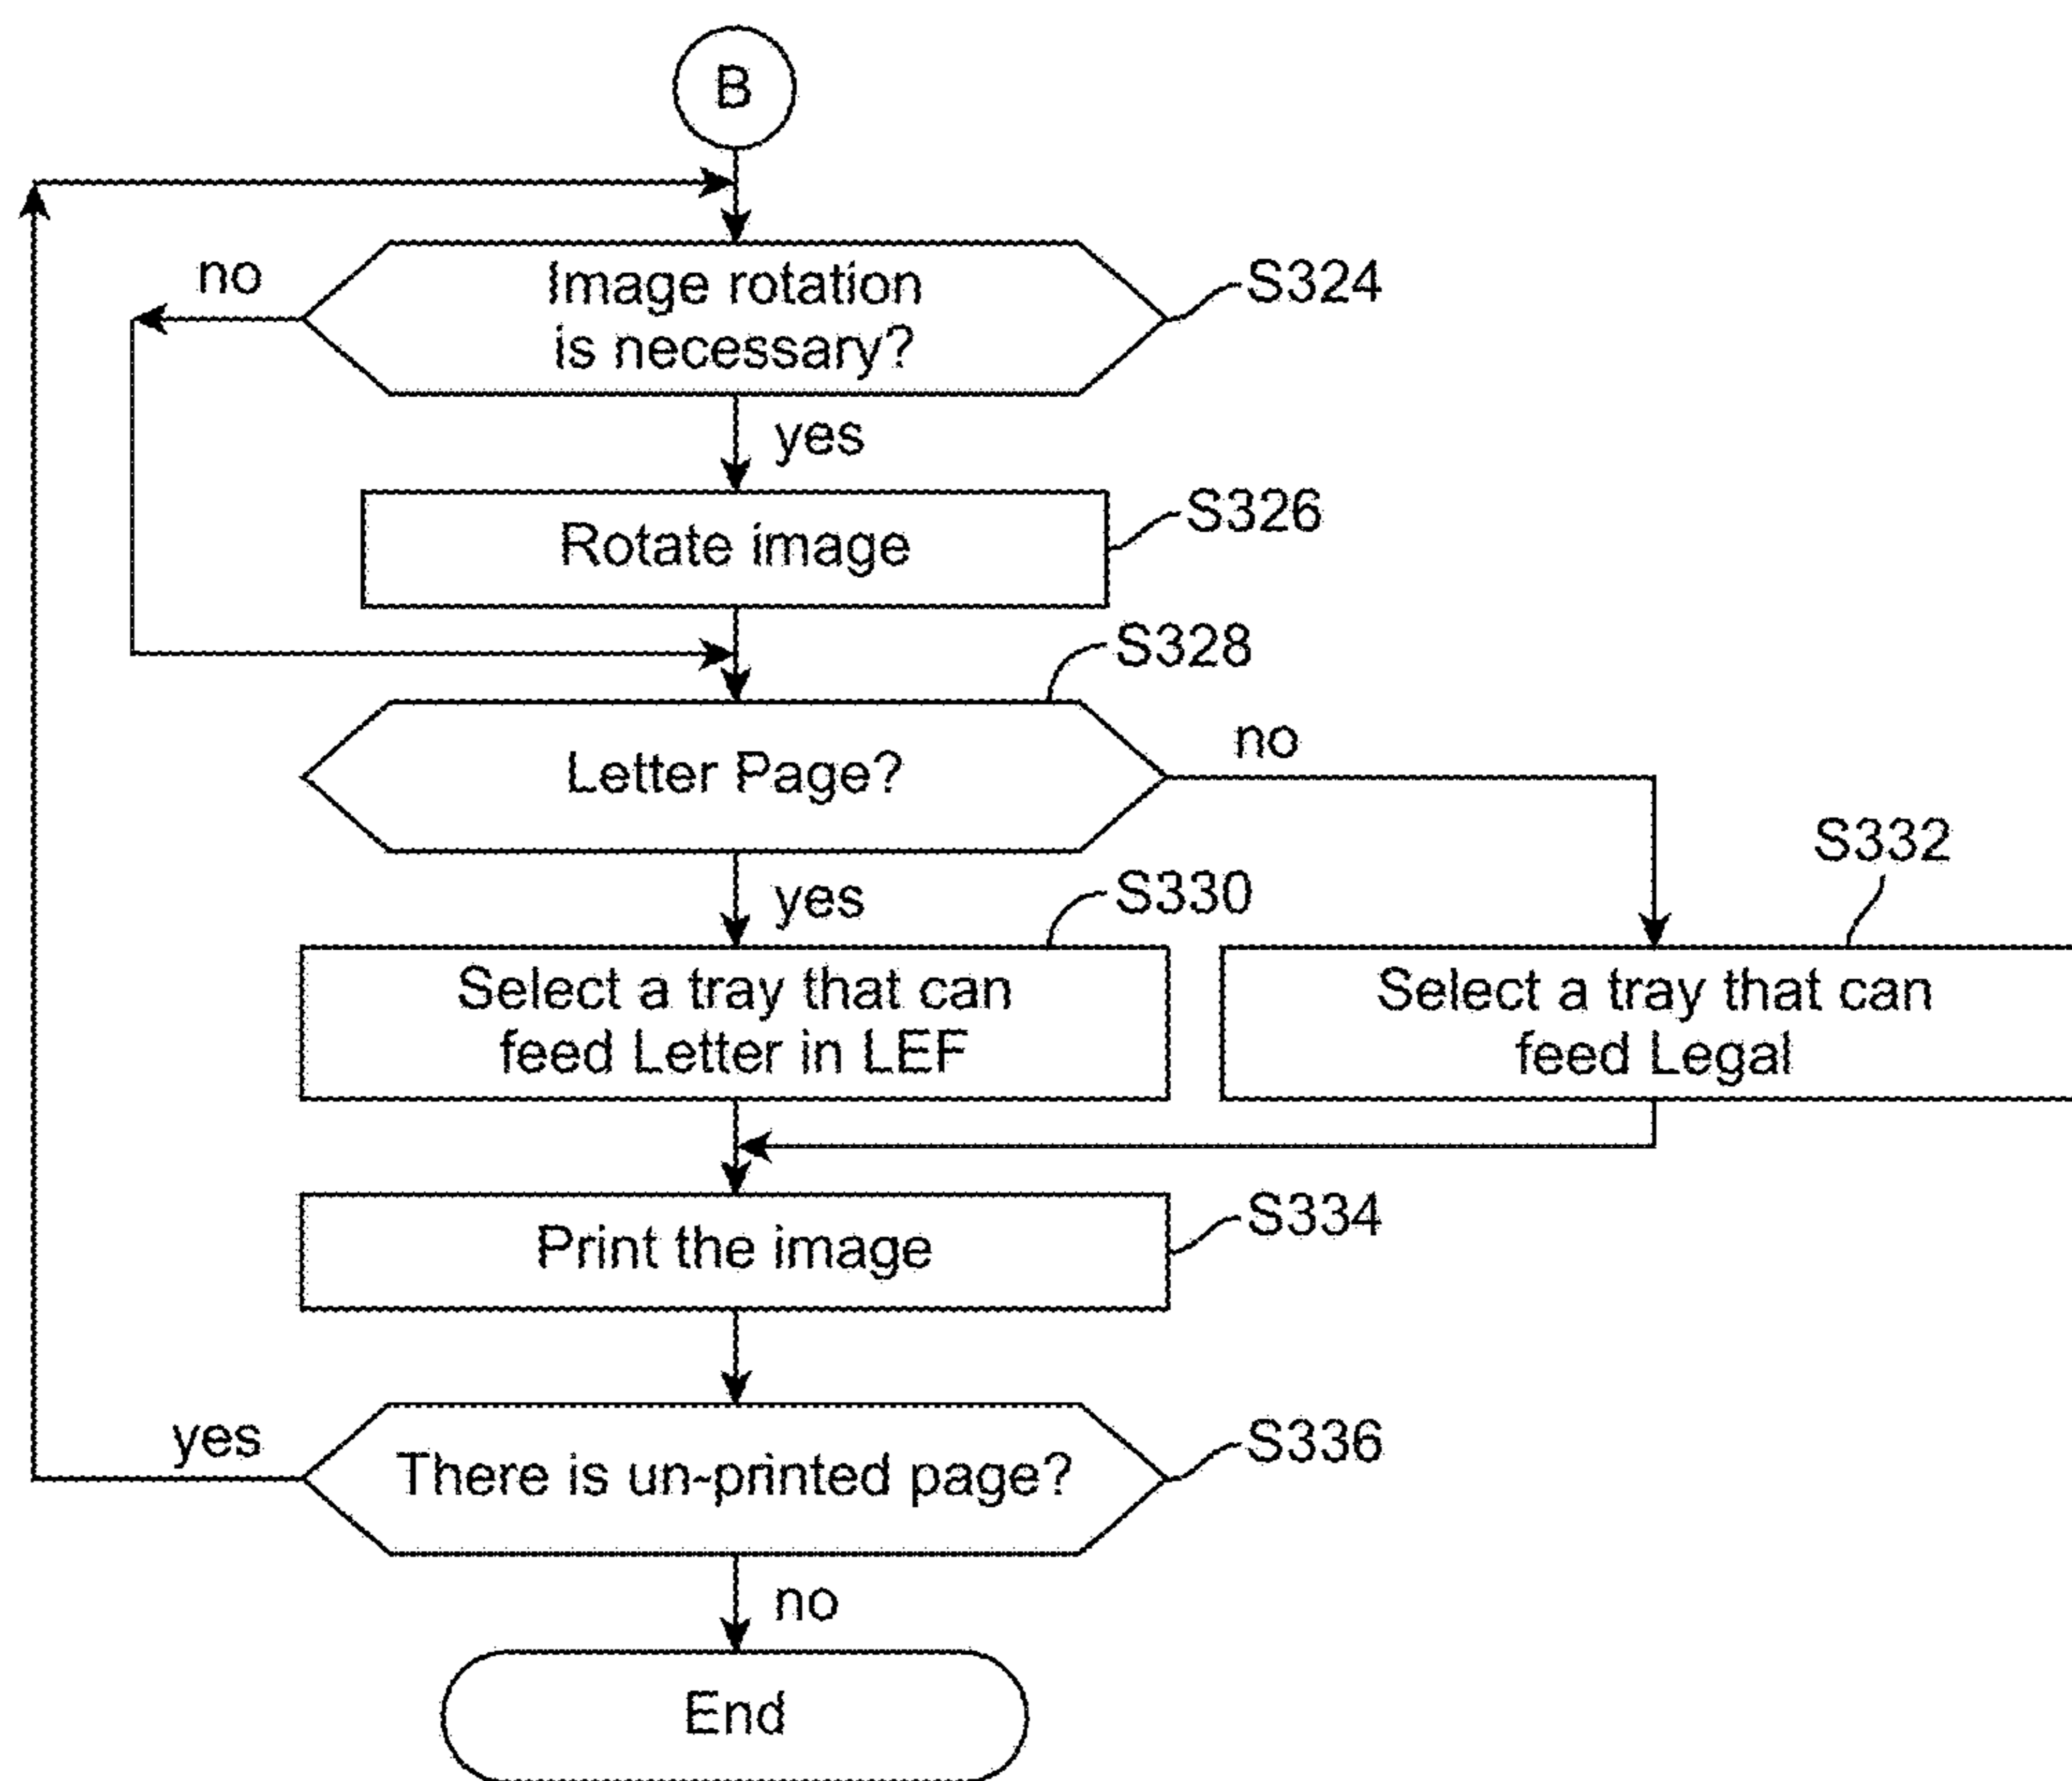 B
no
Image rotation
is necessary?
S324
yes
Rotate image
S326
S328
Letter Page?
no
yes
S330
S332
Select a tray that can
feed Letter in LEF
Select a tray that can
feed Legal
Print the image
S334
yes
There is un-printed page?
S336
no
End